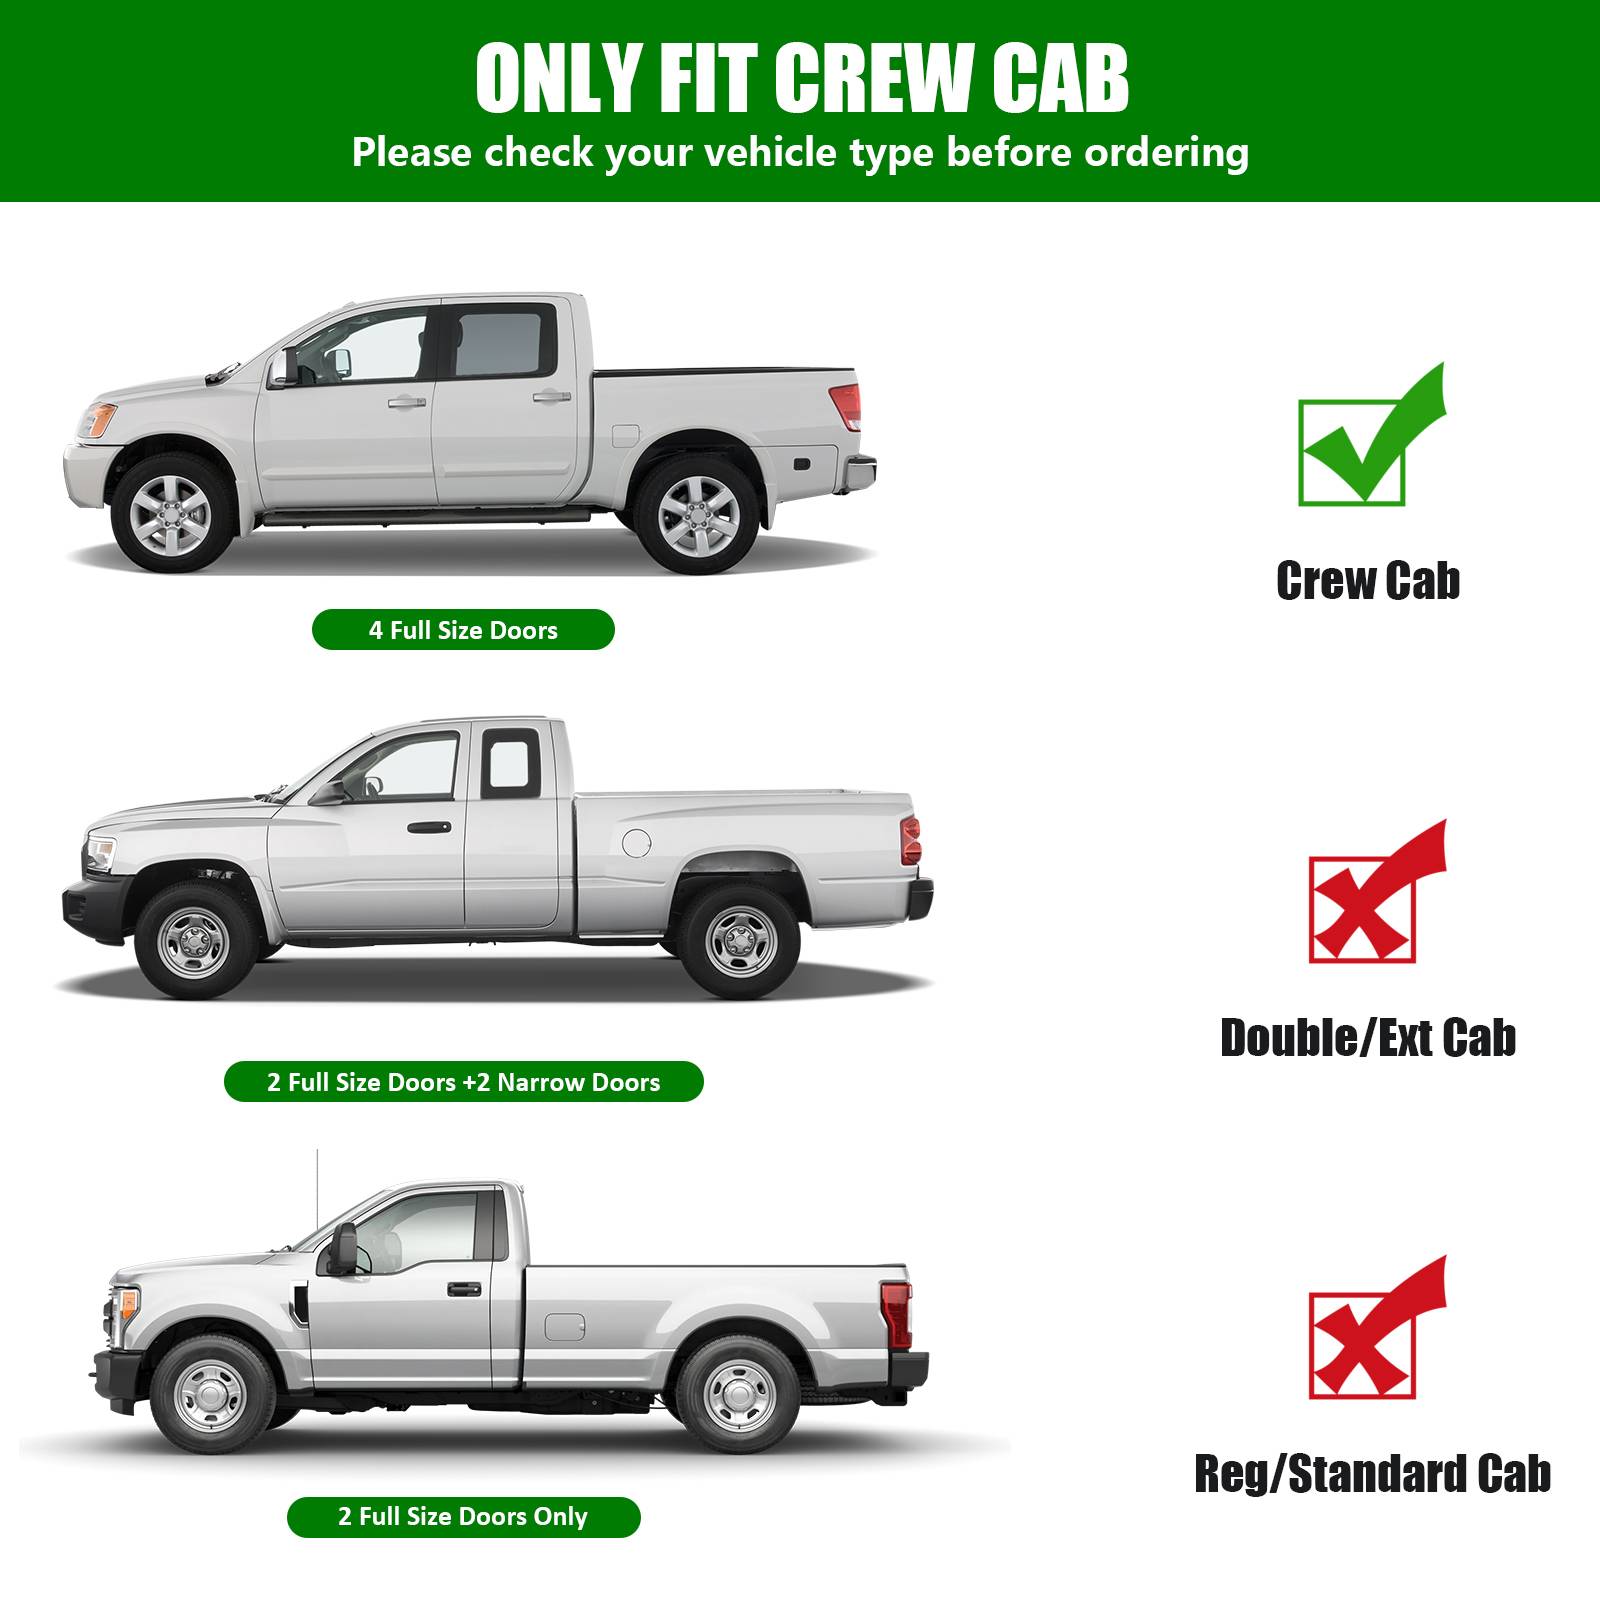 ONLY FIT CREW CAB
Please check your vehicle type before ordering
Crew Cab
4 Full Size Doors
Double/Ext Cab
2 Full Size Doors +2 Narrow Doors
Reg/Standard Cab
2 Full Size Doors Only